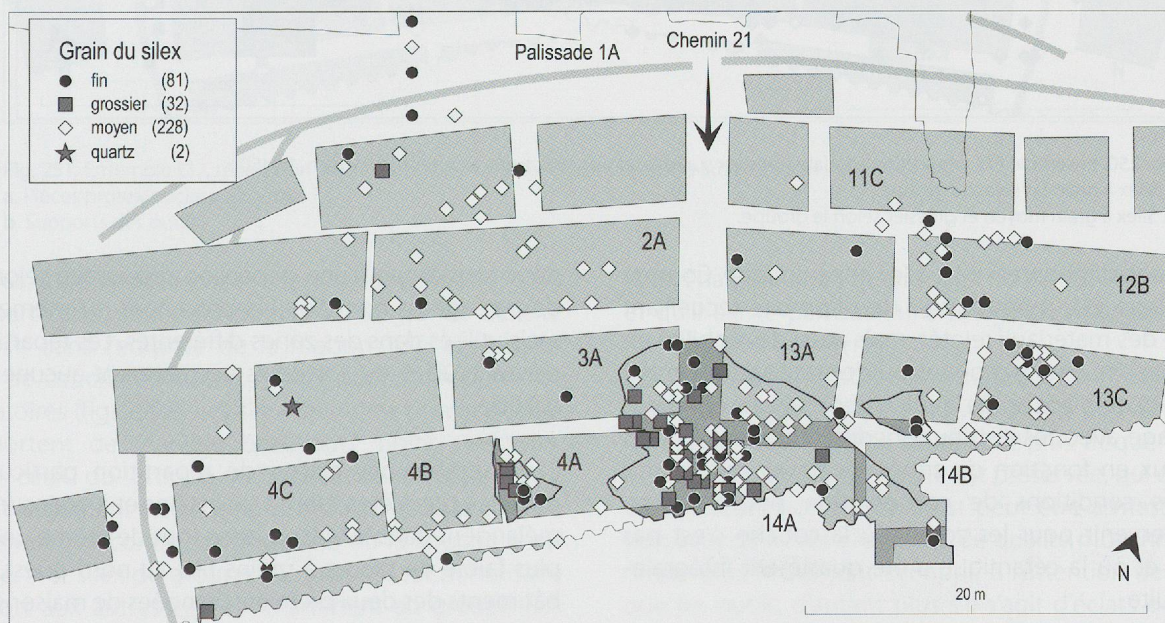 Grain du silex
fin (81)
grossier (32)
moyen (228)
quartz (2)
Palissade 1A
Chemin 21
11C
2A
12B
3A
13A
13C
4A
4B
4C
14B
14A
N
20 m